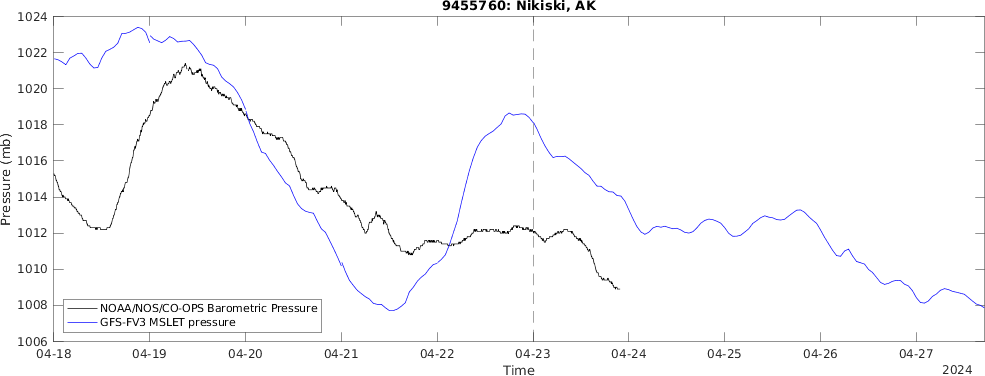 9455760: Nikiski, AK
Pressure (mb)
1024
1022
1020
1018
1016
1014
1012
1010
1008
1006
NOAA/NOS/CO-OPS Barometric Pressure
GFS-FV3 MSLET pressure
04-18 04-19 04-20 04-21 04-22 04-23 04-24 04-25 04-26 04-27
Time
2024